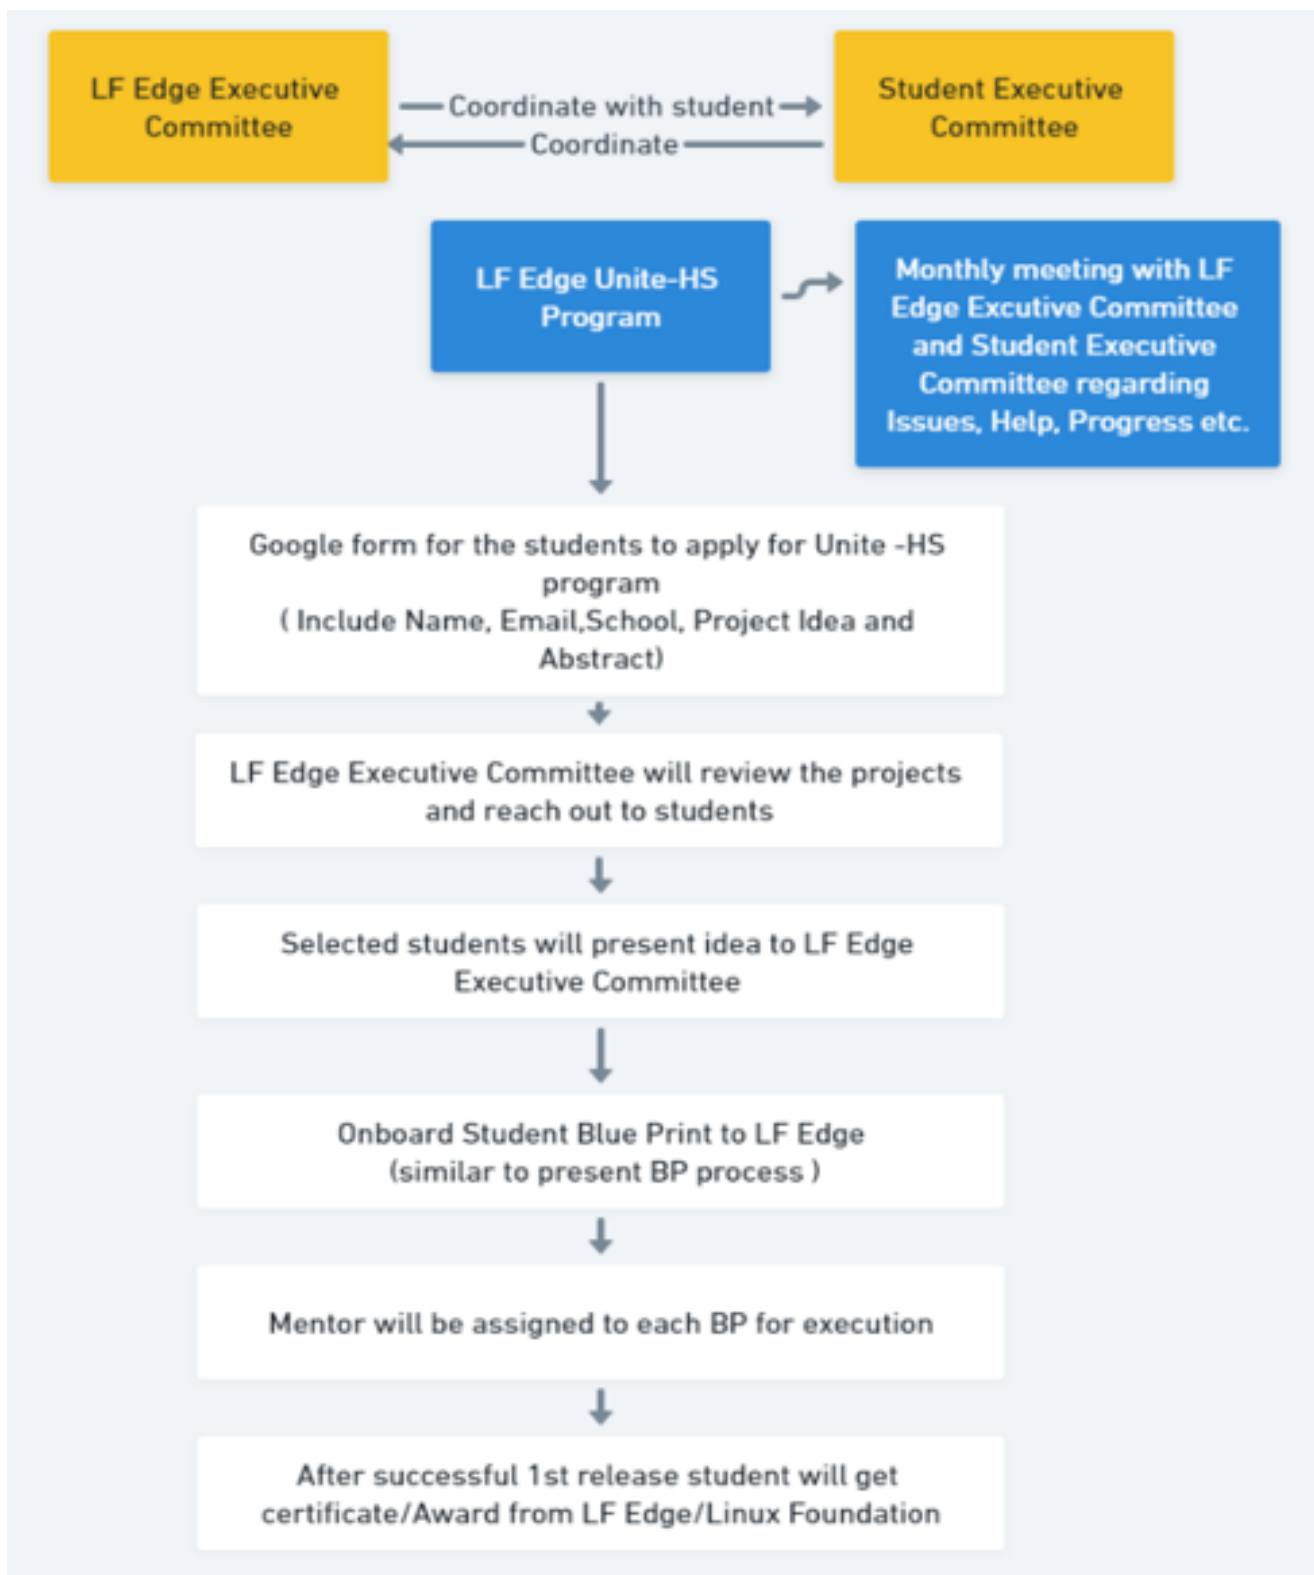 LF Edge Executive
Committee
Coordinate with student
Coordinate
Student Executive
Committee
LF Edge Unite-HS
Program
Monthly meeting with LF
Edge Excutive Committee
and Student Executive
Committee regarding
Issues, Help, Progress etc.
Google form for the students to apply for Unite -HS
program
( Include Name, Email,School, Project Idea and
Abstract)
LF Edge Executive Committee will review the projects
and reach out to students
Selected students will present idea to LF Edge
Executive Committee
Onboard Student Blue Print to LF Edge
(similar to present BP process )
Mentor will be assigned to each BP for execution
After successful 1st release student will get
certificate/Award from LF Edge/Linux Foundation